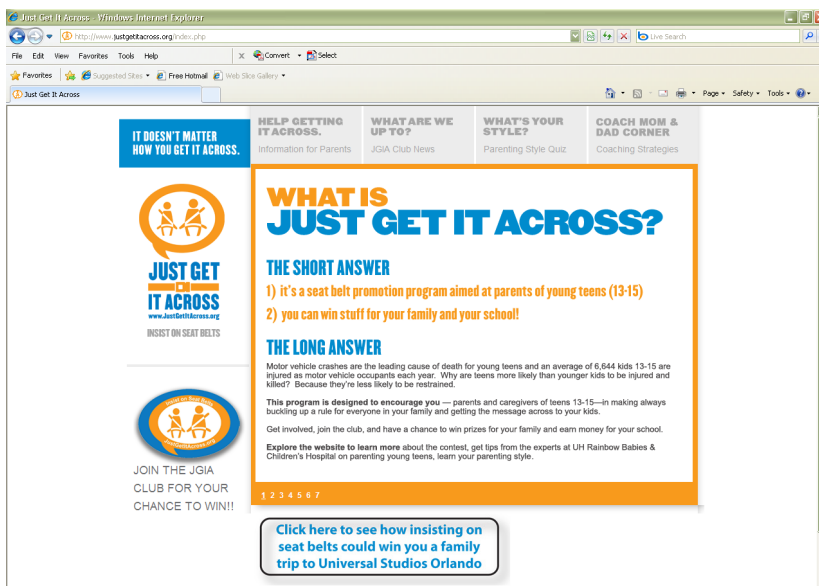 Just Get It Across - Windows Internet Explorer
http://www.justgetitacross.org/index.php
Live Search
File Edit View Favorites Tools Help
X Convert Select
Favorites Suggested Sites Free Hotmail Web Slice Gallery
Just Get It Across
Page Safety Tools
IT DOESN'T MATTER
HOW YOU GET IT ACROSS.
HELP GETTING
IT ACROSS.
Information for Parents
WHAT ARE WE
UP TO?
JGIA Club News
WHAT'S YOUR
STYLE?
Parenting Style Quiz
COACH MOM &
DAD CORNER
Coaching Strategies
JUST GET
IT ACROSS
www.JustGetItAcross.org
INSIST ON SEAT BELTS
Insist on Seat Belts
JustGetItAcross.org
JOIN THE JGIA
CLUB FOR YOUR
CHANCE TO WIN!!
WHAT IS
JUST GET IT ACROSS?
THE SHORT ANSWER
1) it's a seat belt promotion program aimed at parents of young teens (13-15)
2) you can win stuff for your family and your school!
THE LONG ANSWER
Motor vehicle crashes are the leading cause of death for young teens and an average of 6,644 kids 13-15 are
injured as motor vehicle occupants each year. Why are teens more likely than younger kids to be injured and
killed? Because they're less likely to be restrained.
This program is designed to encourage you — parents and caregivers of teens 13-15—in making always
buckling up a rule for everyone in your family and getting the message across to your kids.
Get involved, join the club, and have a chance to win prizes for your family and earn money for your school.
Explore the website to learn more about the contest, get tips from the experts at UH Rainbow Babies &
Children's Hospital on parenting young teens, learn your parenting style.
1 2 3 4 5 6 7
Click here to see how insisting on
seat belts could win you a family
trip to Universal Studios Orlando